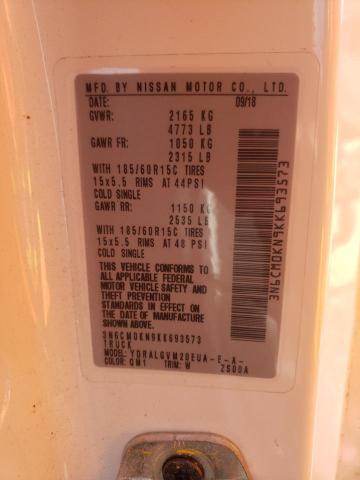 MFD. BY NISSAN MOTOR CO., LTD.
DATE: 09/18
GVWR: 2165 KG
4773 LB
GAWR FR: 1050 KG
2315 LB
WITH 185/60R15C TIRES
15x5.5 RIMS AT 44PSI
COLD SINGLE
GAWR RR: 1150 KG
2535 LB
WITH 185/60R15C TIRES
15x5.5 RIMS AT 48 PSI
COLD SINGLE
THIS VEHICLE CONFORMS TO
ALL APPLICABLE FEDERAL
MOTOR VEHICLE SAFETY AND
THEFT PREVENTION
STANDARDS IN EFFECT ON
THE DATE OF MANUFACTURE
SHOWN ABOVE.
3N6CM0KN9KK693573
TRUCK
MODEL: YDRALGVM20EUA-E-A-
COLOR: QM1 TRIM: W ZS00A
3N6CM0KN9KK693573